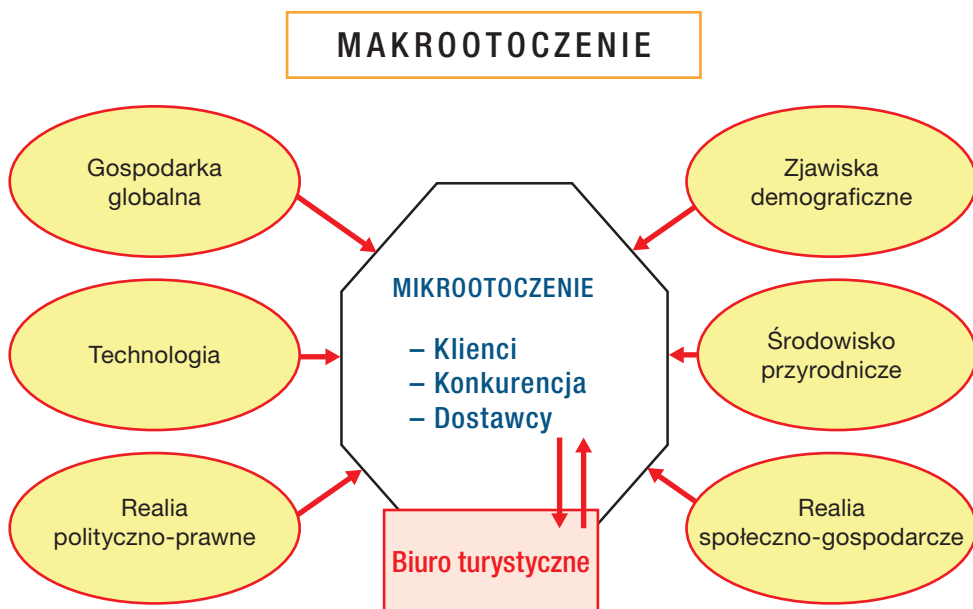 MAKROOTOCZENIE
Gospodarka
globalna
Zjawiska
demograficzne
MIKROOTOCZENIE
– Klienci
– Konkurencja
– Dostawcy
Technologia
Środowisko
przyrodnicze
Realia
polityczno-prawne
Realia
społeczno-gospodarcze
Biuro turystyczne